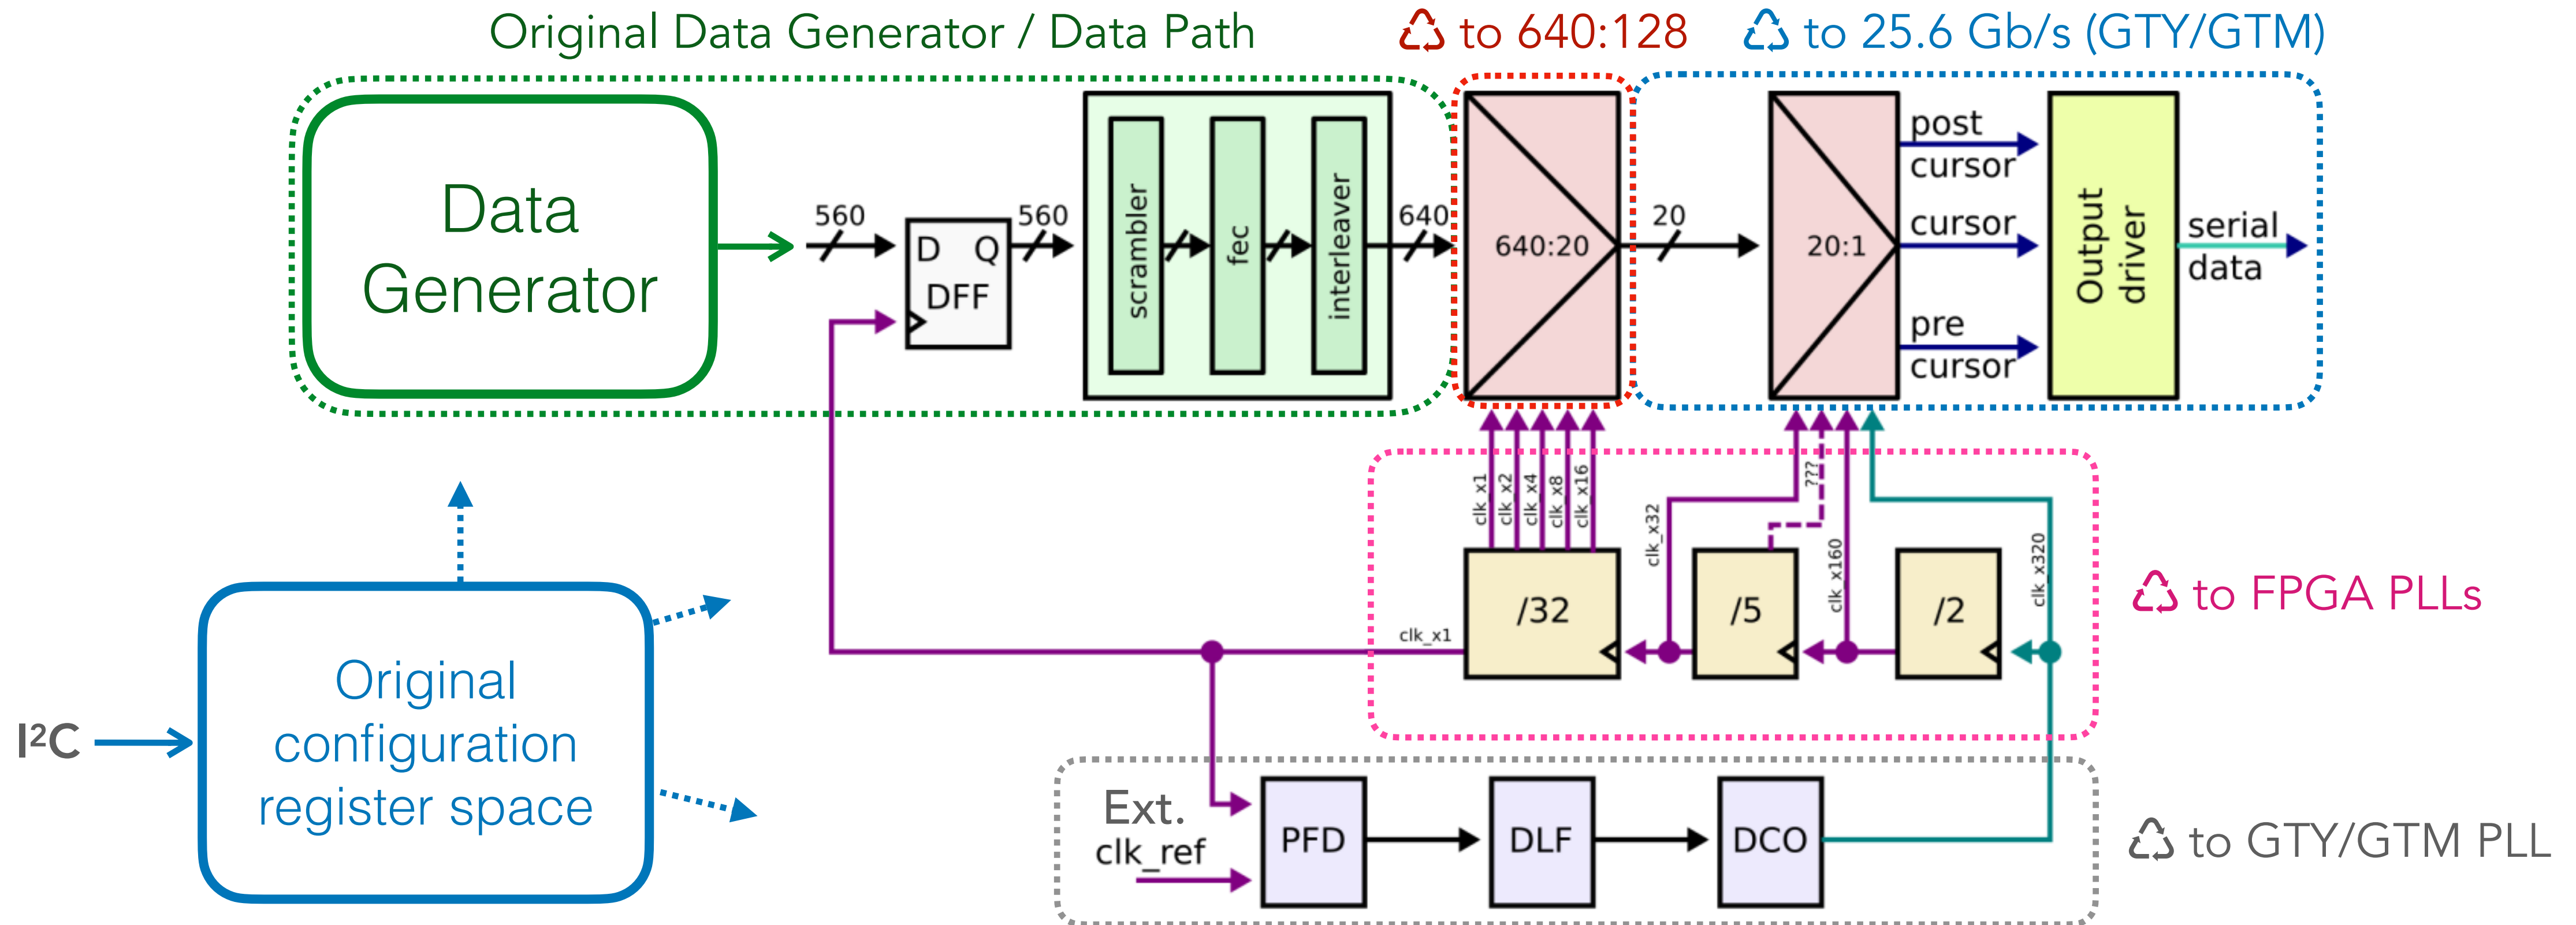 Original Data Generator / Data Path
♺ to 640:128
♺ to 25.6 Gb/s (GTY/GTM)
Data
Generator
560
D Q
DFF
560
scrambler
fec
interleaver
640
640:20
20
20:1
post
cursor
cursor
pre
cursor
Output
driver
serial
data
clk_x1
clk_x2
clk_x4
clk_x8
clk_x16
clk_x32
???
clk_x160
clk_x320
/32
/5
/2
clk_x1
♺ to FPGA PLLs
I²C
Original
configuration
register space
Ext.
clk_ref
PFD
DLF
DCO
♺ to GTY/GTM PLL